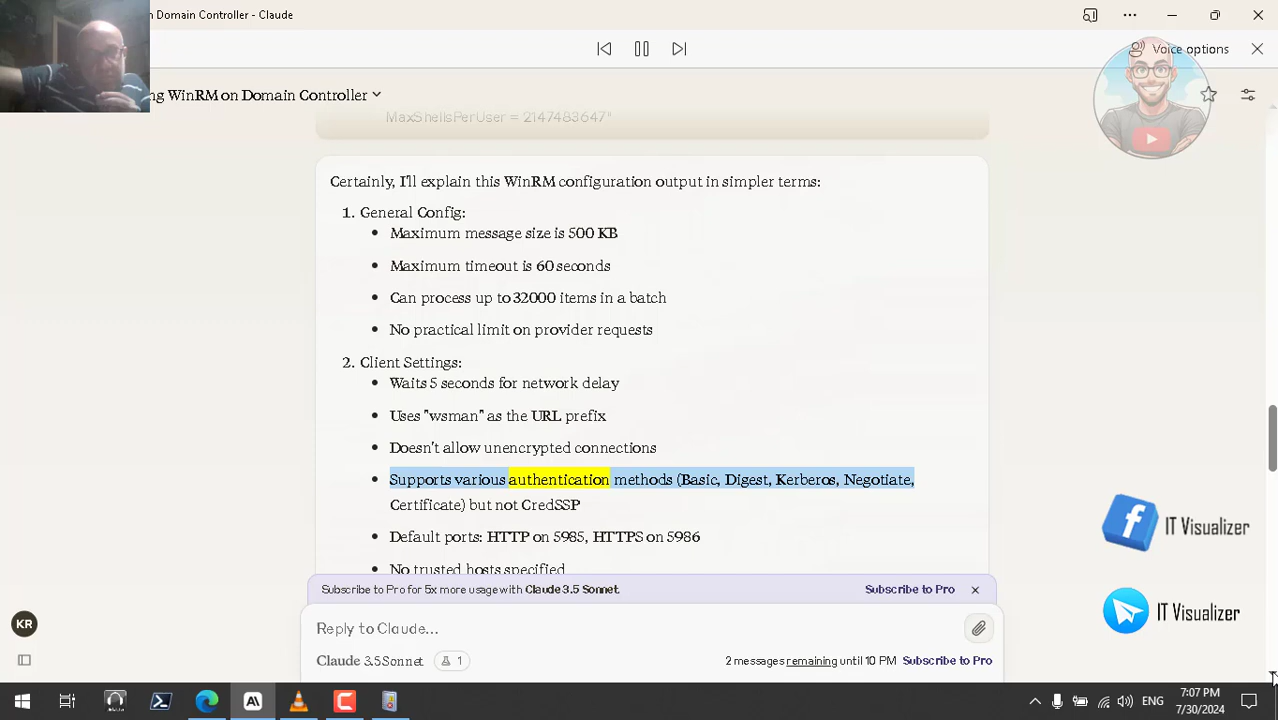 n Domain Controller - Claude
Voice options
ng WinRM on Domain Controller
MaxShellsPerUser = 2147483647"
Certainly, I'll explain this WinRM configuration output in simpler terms:
1. General Config:
• Maximum message size is 500 KB
• Maximum timeout is 60 seconds
• Can process up to 32000 items in a batch
• No practical limit on provider requests
2. Client Settings:
• Waits 5 seconds for network delay
• Uses "wsman" as the URL prefix
• Doesn't allow unencrypted connections
• Supports various authentication methods (Basic, Digest, Kerberos, Negotiate,
Certificate) but not CredSSP
• Default ports: HTTP on 5985, HTTPS on 5986
• No trusted hosts specified
IT Visualizer
IT Visualizer
Subscribe to Pro for 5x more usage with Claude 3.5 Sonnet.
Subscribe to Pro
Reply to Claude...
KR
Claude 3.5 Sonnet
1
2 messages remaining until 10 PM Subscribe to Pro
ENG
7:07 PM
7/30/2024